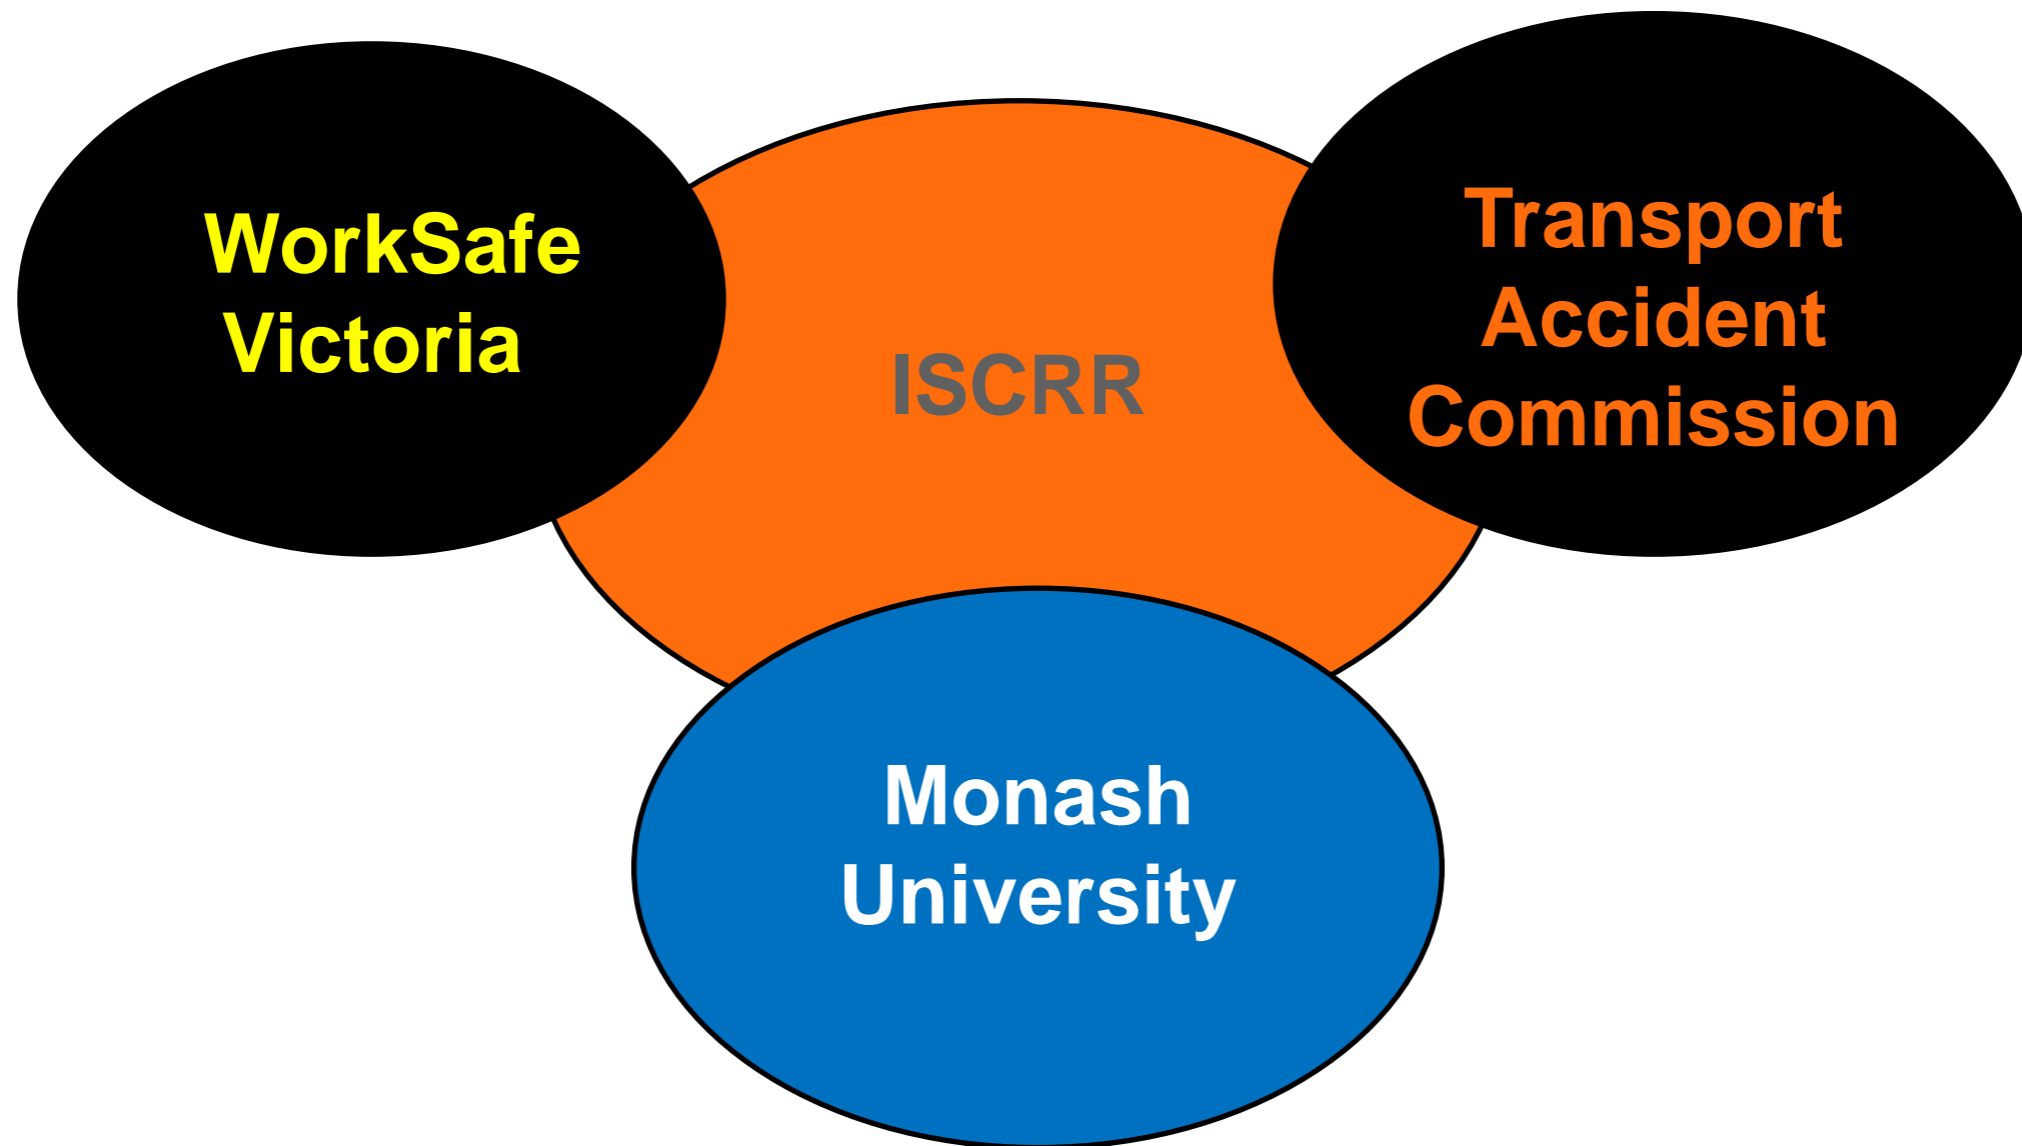 WorkSafe
Victoria
ISCRR
Transport
Accident
Commission
Monash
University